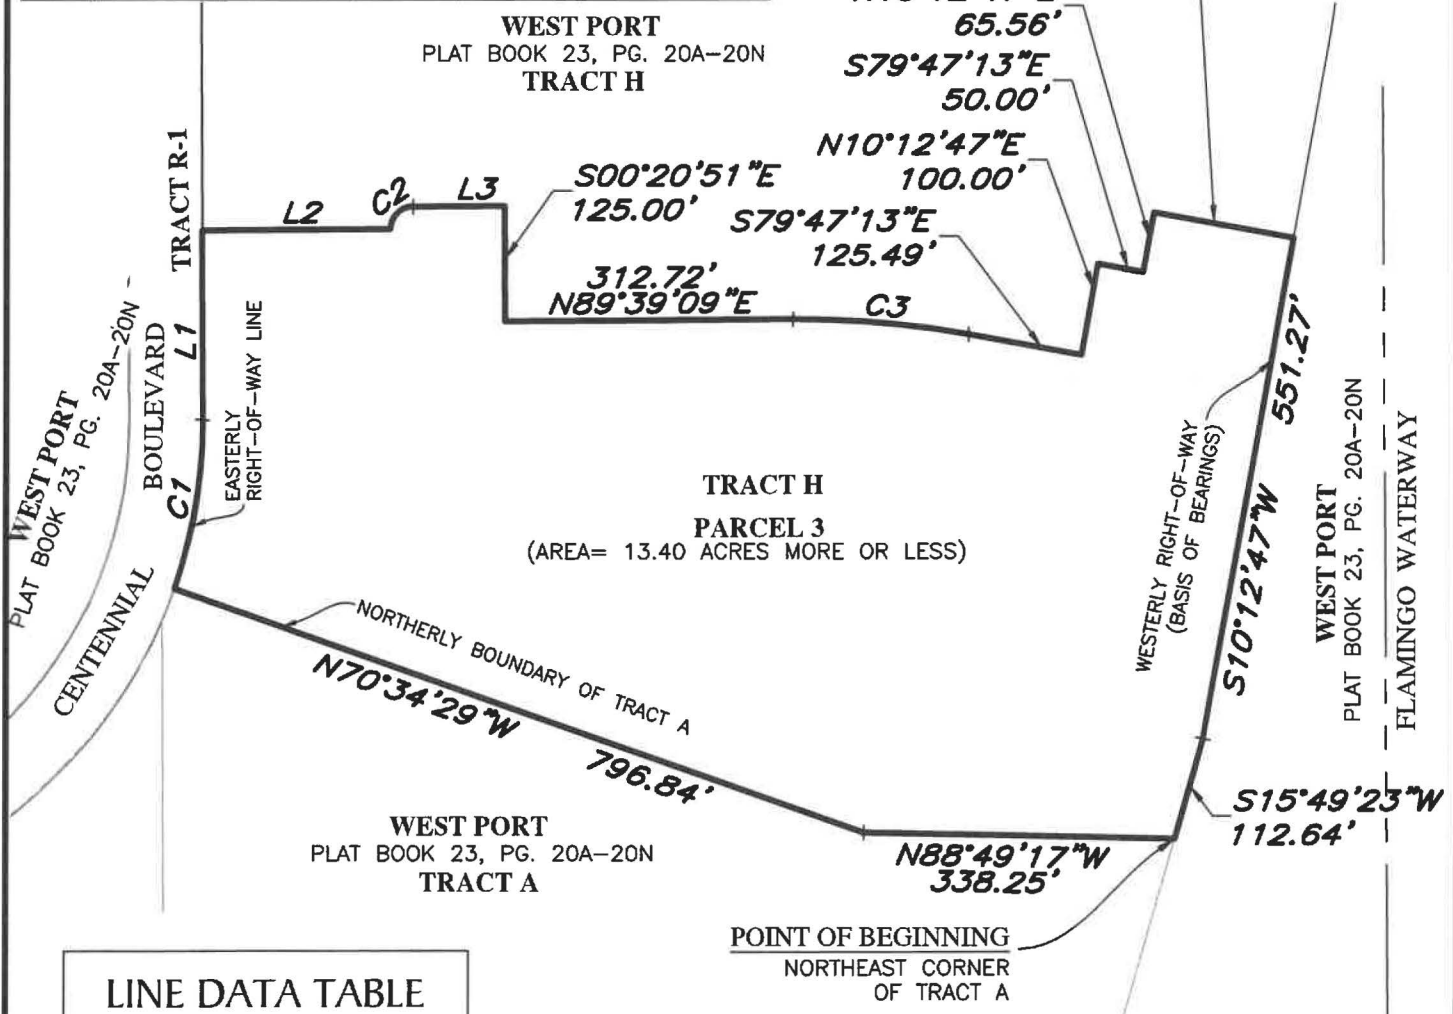 WEST PORT
PLAT BOOK 23, PG. 20A-20N
TRACT H
65.56'
S79°47'13"E
50.00'
N10°12'47"E
100.00'
S79°47'13"E
125.49'
S00°20'51"E
125.00'
312.72'
N89°39'09"E
TRACT R-1
L2
C2
L3
C3
L1
C1
BOULEVARD
CENTENNIAL
EASTERLY
RIGHT-OF-WAY LINE
WEST PORT
PLAT BOOK 23, PG. 20A-20N
TRACT H
PARCEL 3
(AREA= 13.40 ACRES MORE OR LESS)
WESTERLY RIGHT-OF-WAY
(BASIS OF BEARINGS)
551.27'
S10°12'47"W
WEST PORT
PLAT BOOK 23, PG. 20A-20N
FLAMINGO WATERWAY
NORTHERLY BOUNDARY OF TRACT A
N70°34'29"W
796.84'
S15°49'23"W
112.64'
N88°49'17"W
338.25'
WEST PORT
PLAT BOOK 23, PG. 20A-20N
TRACT A
POINT OF BEGINNING
NORTHEAST CORNER
OF TRACT A
LINE DATA TABLE